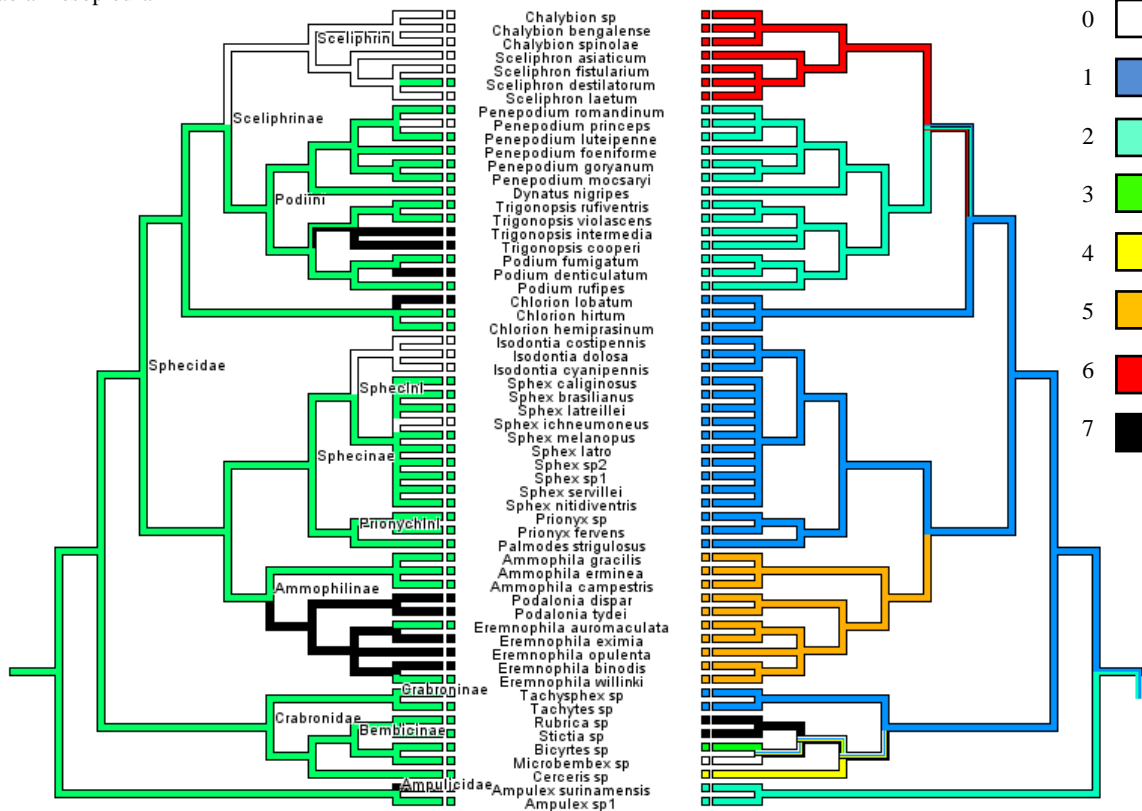 Chalybion sp
Chalybion bengalense
Chalybion spinolae
Sceliphron asiaticum
Sceliphron fistularium
Sceliphron destilatorum
Sceliphron laetum
Penepodium romandinum
Penepodium princeps
Penepodium luteipenne
Penepodium foeniforme
Penepodium goryanum
Penepodium mocsaryi
Dynatus nigripes
Trigonopsis rufiventris
Trigonopsis violascens
Trigonopsis intermedia
Trigonopsis cooperi
Podium fumigatum
Podium denticulatum
Podium rufipes
Chlorion lobatum
Chlorion hirtum
Chlorion hemiprasinum
Isodontia costipennis
Isodontia dolosa
Isodontia cyanipennis
Sphex caliginosus
Sphex brasilianus
Sphex latreillei
Sphex ichneumoneus
Sphex melanopus
Sphex latro
Sphex sp2
Sphex sp1
Sphex servillei
Sphex nitidiventris
Prionyx sp
Prionyx fervens
Palmodes strigulosus
Ammophila gracilis
Ammophila erminea
Ammophila campestris
Podalonia dispar
Podalonia tydei
Eremnophila auromaculata
Eremnophila eximia
Eremnophila opulenta
Eremnophila binodis
Eremnophila willinki
Tachysphex sp
Tachytes sp
Rubrica sp
Stictia sp
Bicyrtes sp
Microbembex sp
Cerceris sp
Ampulex surinamensis
Ampulex sp1
Sceliphrin
Sceliphrinae
Podiini
Sphecidae
Sphecini
Sphecinae
Prionychini
Ammophilinae
Crabroninae
Crabronidae
Bembicinae
Ampulicidae
0
1
2
3
4
5
6
7